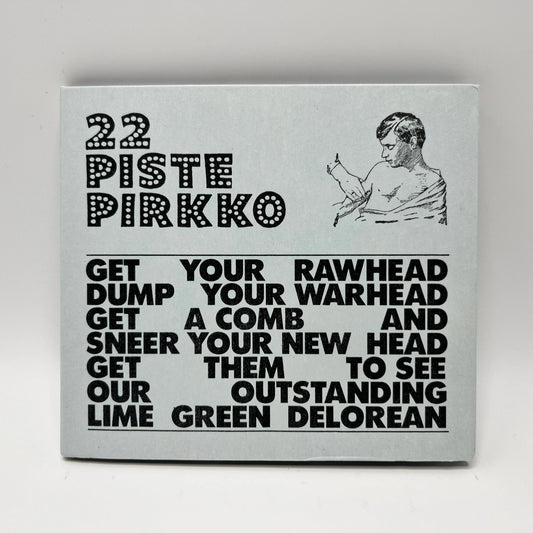 22
PISTE
PIRKKO
GET YOUR RAWHEAD
DUMP YOUR WARHEAD
GET A COMB AND
SNEER YOUR NEW HEAD
GET THEM TO SEE
OUR OUTSTANDING
LIME GREEN DELOREAN